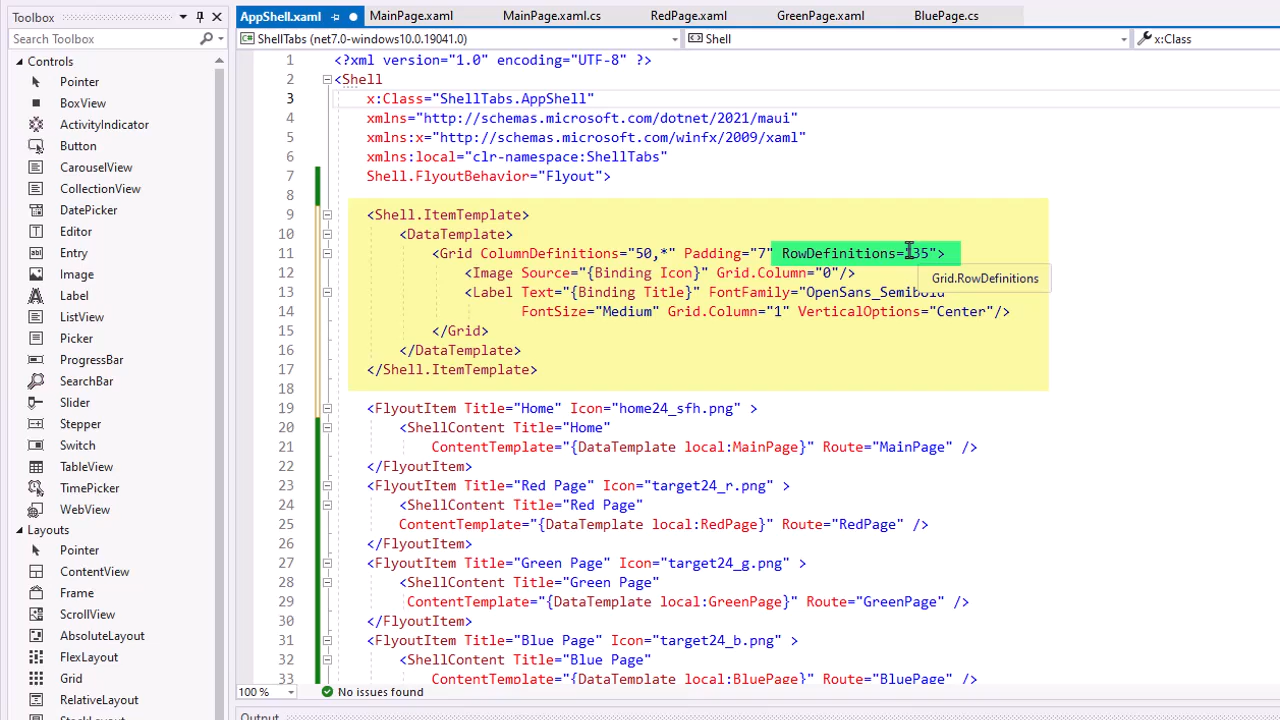 Toolbox
Search Toolbox
Controls
Pointer
BoxView
ActivityIndicator
Button
CarouselView
CollectionView
DatePicker
Editor
Entry
Image
Label
ListView
Picker
ProgressBar
SearchBar
Slider
Stepper
Switch
TableView
TimePicker
WebView
Layouts
Pointer
ContentView
Frame
ScrollView
AbsoluteLayout
FlexLayout
Grid
RelativeLayout
AppShell.xaml MainPage.xaml MainPage.xaml.cs RedPage.xaml GreenPage.xaml BluePage.cs
ShellTabs (net7.0-windows10.0.19041.0) Shell x:Class
1 <?xml version="1.0" encoding="UTF-8" ?>
2 <Shell
3 x:Class="ShellTabs.AppShell"
4 xmlns="http://schemas.microsoft.com/dotnet/2021/maui"
5 xmlns:x="http://schemas.microsoft.com/winfx/2009/xaml"
6 xmlns:local="clr-namespace:ShellTabs"
7 Shell.FlyoutBehavior="Flyout">
8
9 <Shell.ItemTemplate>
10 <DataTemplate>
11 <Grid ColumnDefinitions="50,*" Padding="7" RowDefinitions="35">
12 <Image Source="{Binding Icon}" Grid.Column="0"/>
Grid.RowDefinitions
13 <Label Text="{Binding Title}" FontFamily="OpenSans_Semibold"
14 FontSize="Medium" Grid.Column="1" VerticalOptions="Center"/>
15 </Grid>
16 </DataTemplate>
17 </Shell.ItemTemplate>
18
19 <FlyoutItem Title="Home" Icon="home24_sfh.png" >
20 <ShellContent Title="Home"
21 ContentTemplate="{DataTemplate local:MainPage}" Route="MainPage" />
22 </FlyoutItem>
23 <FlyoutItem Title="Red Page" Icon="target24_r.png" >
24 <ShellContent Title="Red Page"
25 ContentTemplate="{DataTemplate local:RedPage}" Route="RedPage" />
26 </FlyoutItem>
27 <FlyoutItem Title="Green Page" Icon="target24_g.png" >
28 <ShellContent Title="Green Page"
29 ContentTemplate="{DataTemplate local:GreenPage}" Route="GreenPage" />
30 </FlyoutItem>
31 <FlyoutItem Title="Blue Page" Icon="target24_b.png" >
32 <ShellContent Title="Blue Page"
33 ContentTemplate="{DataTemplate local:BluePage}" Route="BluePage" />
100 % No issues found
Output